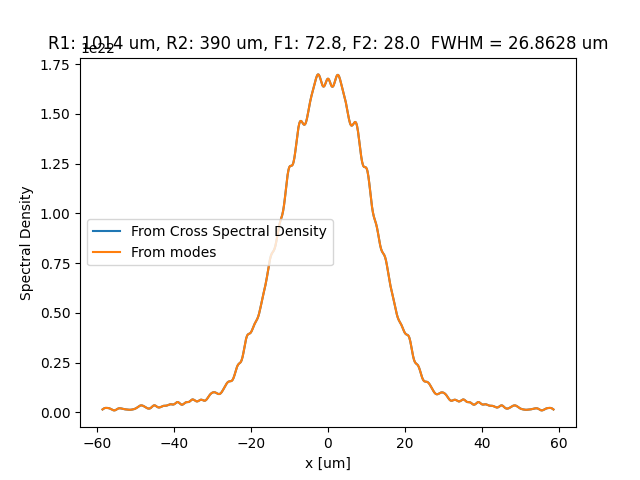 R1: 1014 um, R2: 390 um, F1: 72.8, F2: 28.0  FWHM = 26.8628 um
1e22
1.75
1.50
1.25
1.00
0.75
0.50
0.25
0.00
Spectral Density
From Cross Spectral Density
From modes
−60
−40
−20
0
20
40
60
x [um]